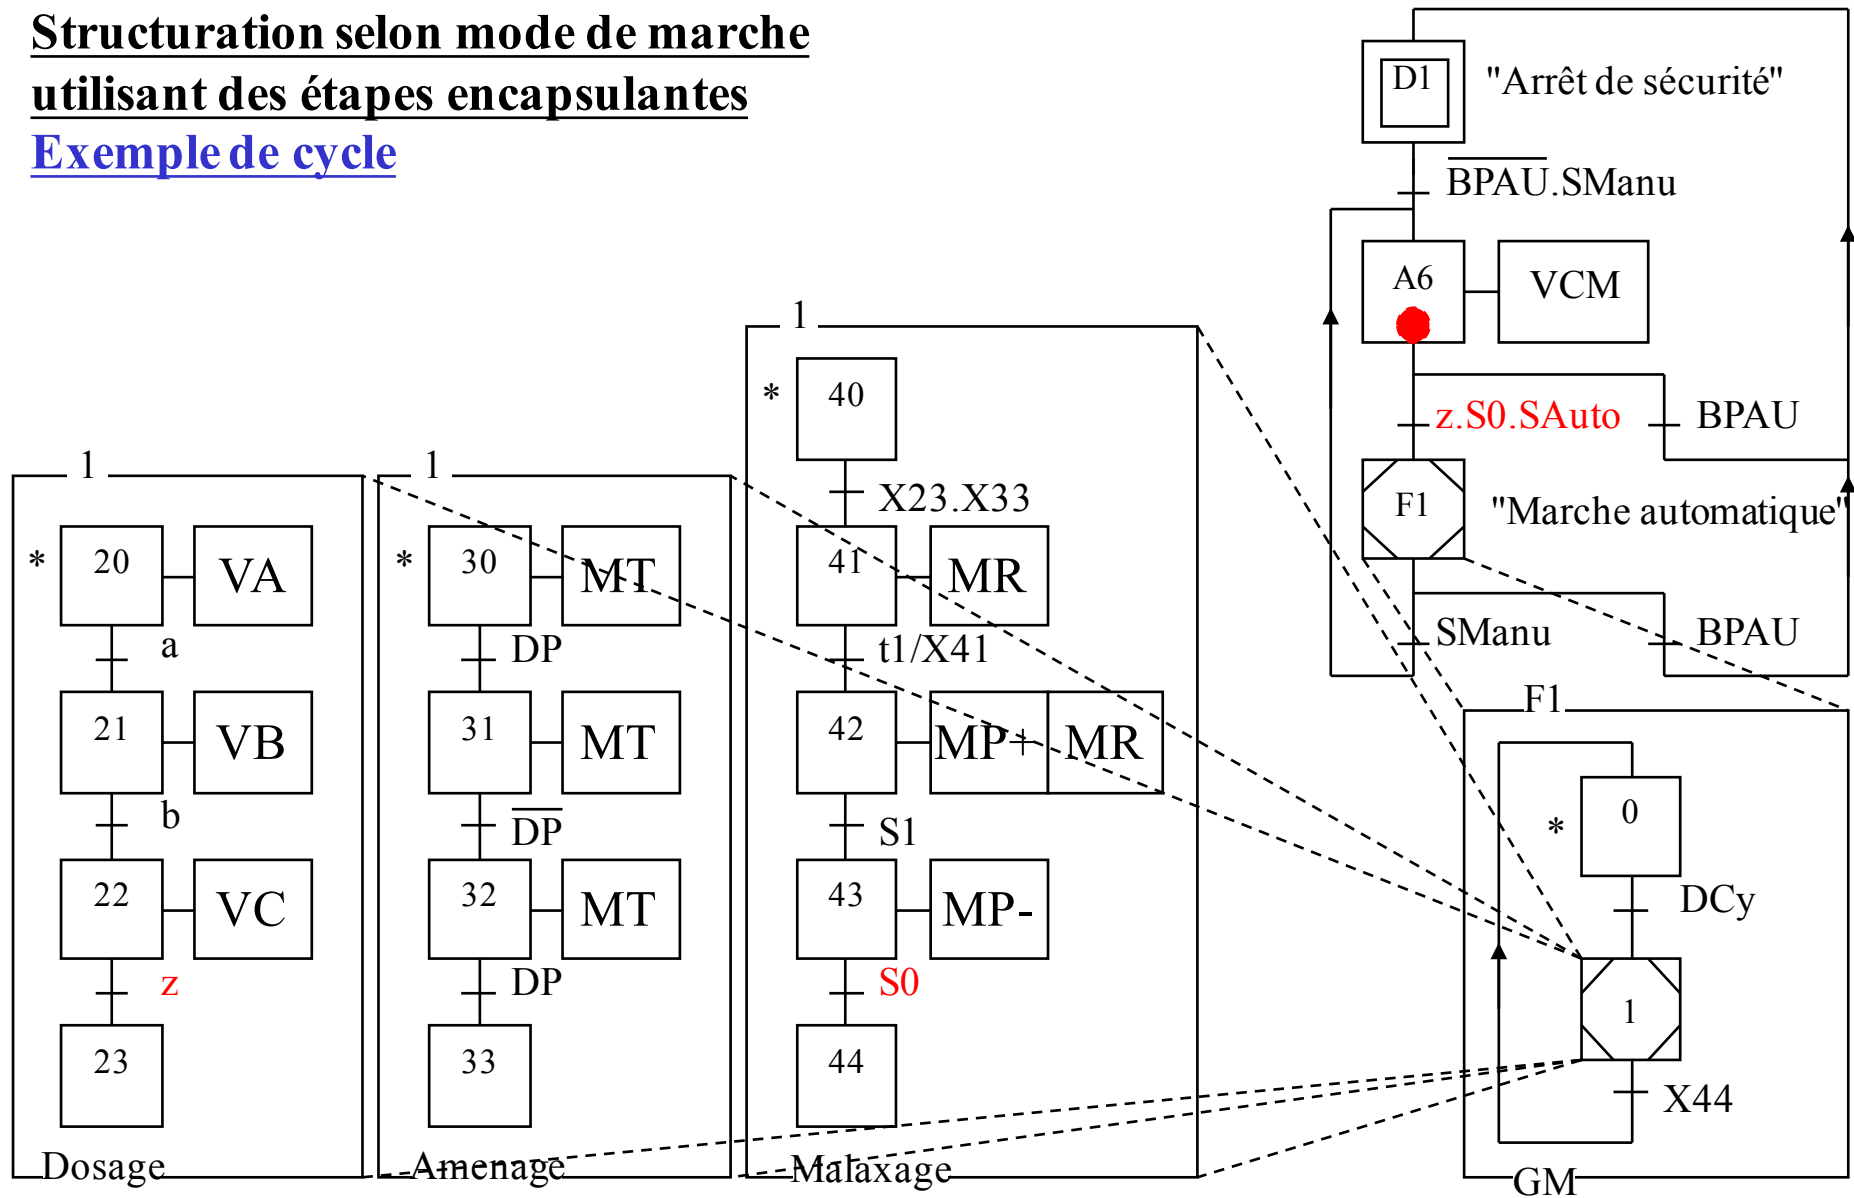 Structuration selon mode de marche
utilisant des étapes encapsulantes
Exemple de cycle
D1
"Arrêt de sécurité"
B̅P̅A̅U̅.SManu
A6
VCM
z.S0.SAuto
BPAU
F1
"Marche automatique"
SManu
BPAU
1
*
20
VA
a
21
VB
b
22
VC
z
23
Dosage
1
*
30
MT
DP
31
MT
D̅P̅
32
MT
DP
33
Amenage
1
*
40
X23.X33
41
MR
t1/X41
42
MP+
MR
S1
43
MP-
S0
44
Malaxage
F1
*
0
DCy
1
X44
GM